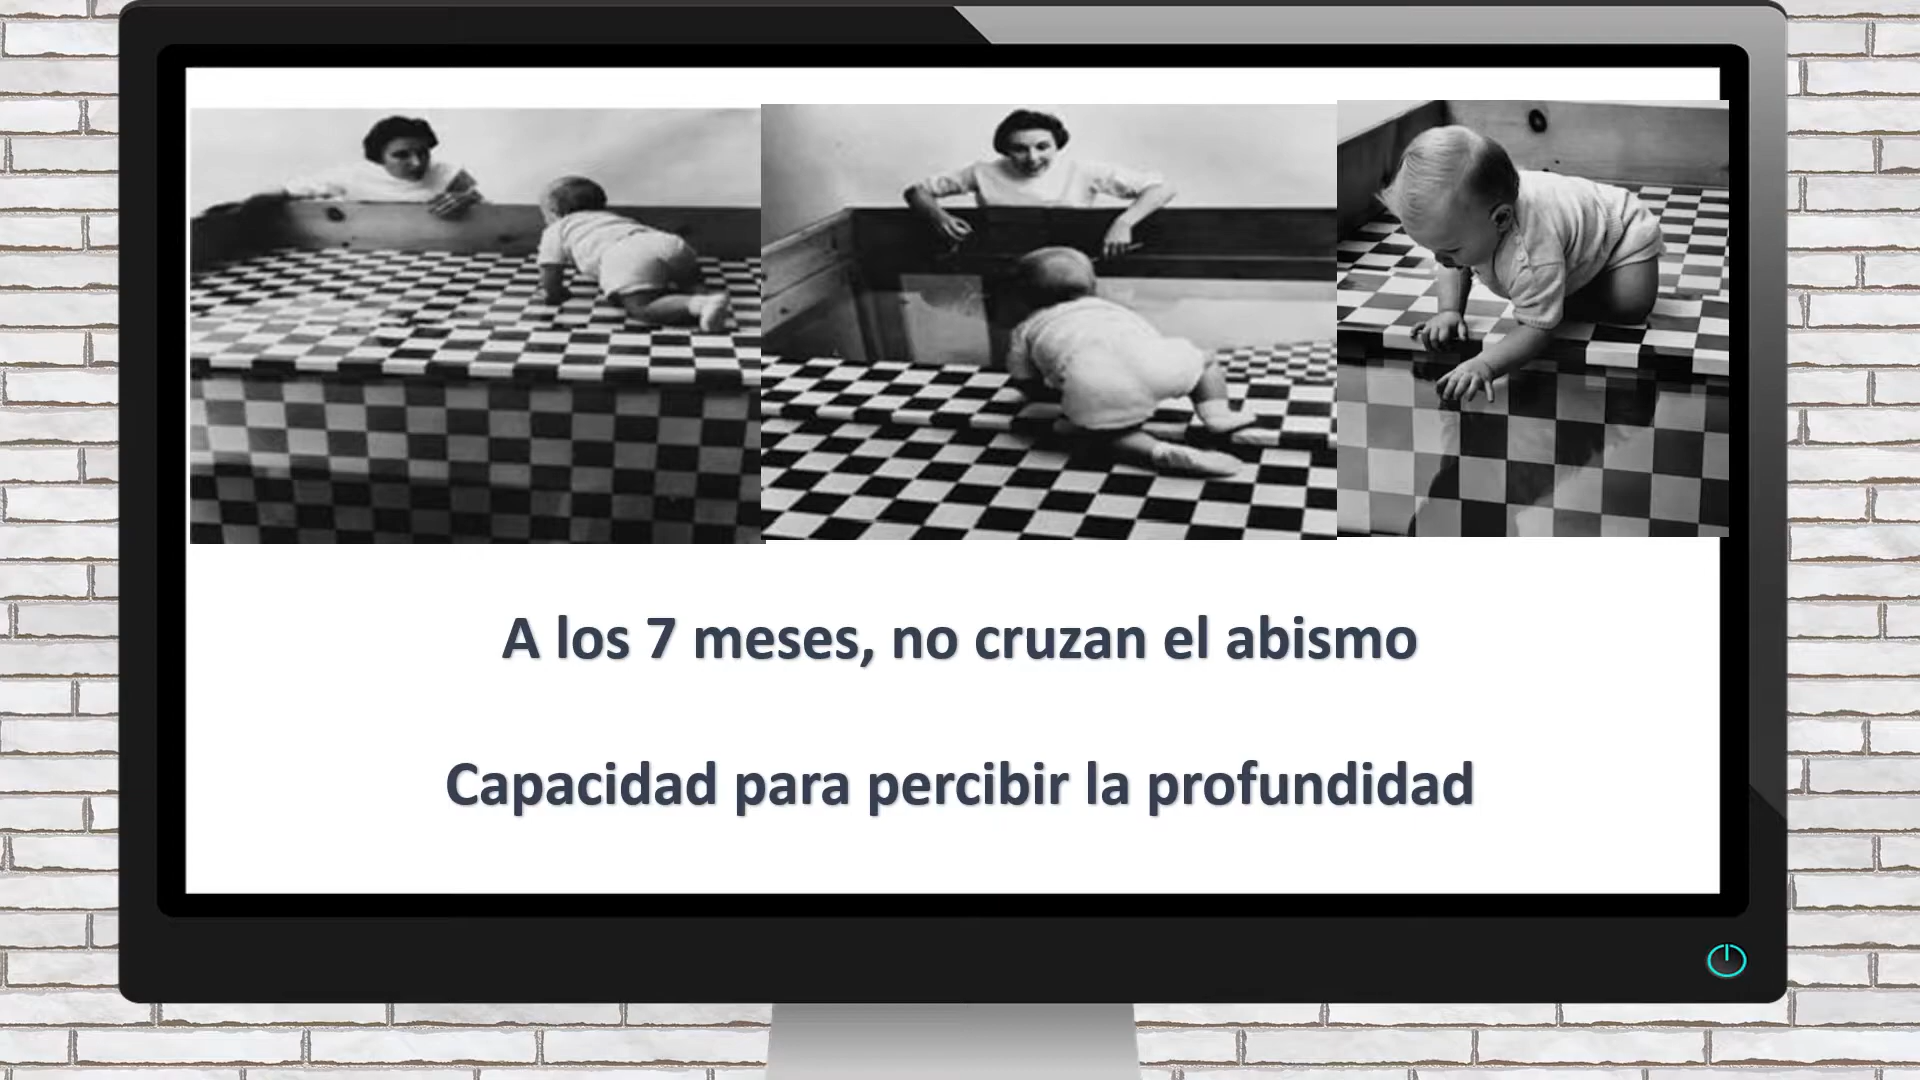 A los 7 meses, no cruzan el abismo
Capacidad para percibir la profundidad